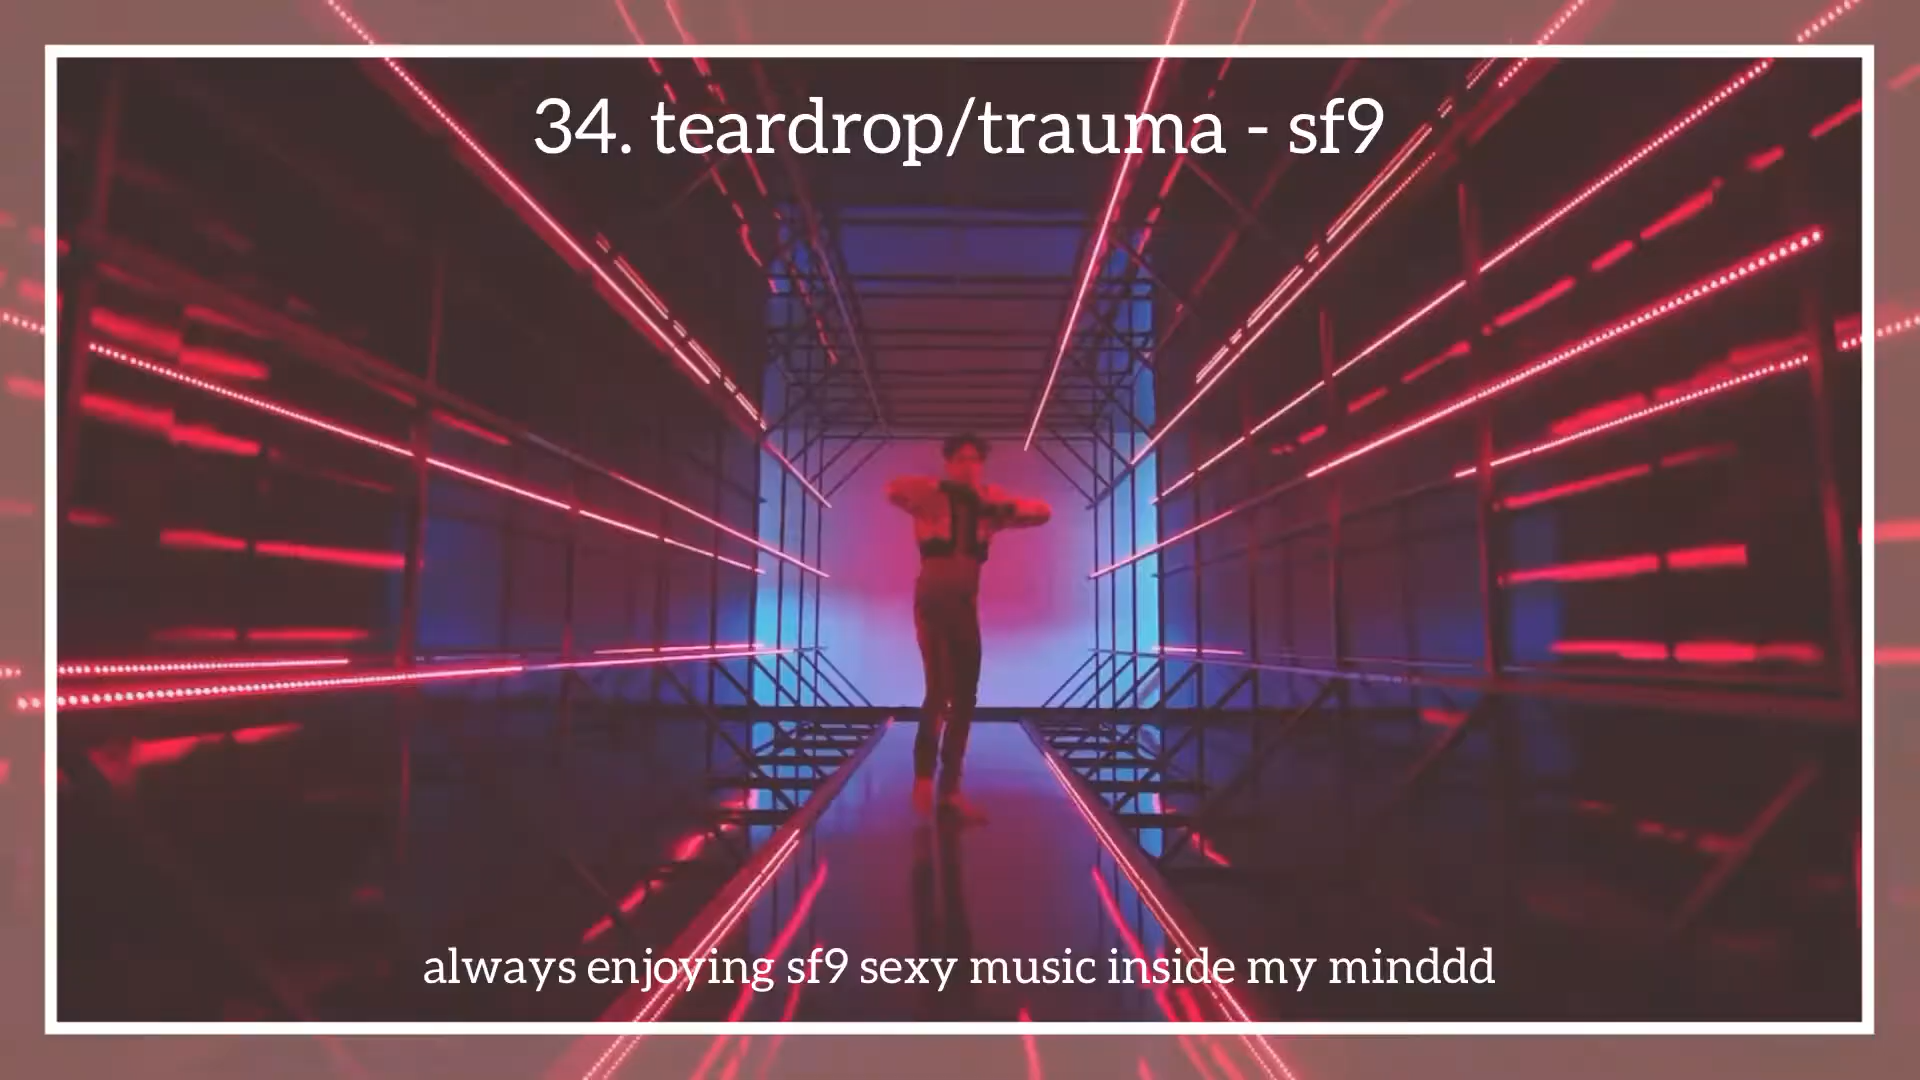 34. teardrop/trauma - sf9
always enjoying sf9 sexy music inside my minddd